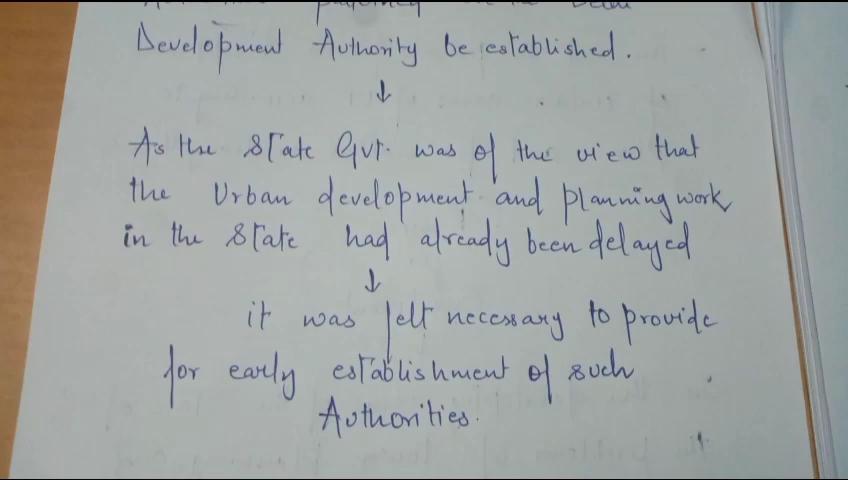 Development Authority be established.
↓
As the State Gvt. was of the view that
the Urban development and planning work
in the State had already been delayed
↓
it was felt necessary to provide
for early establishment of such
Authorities.